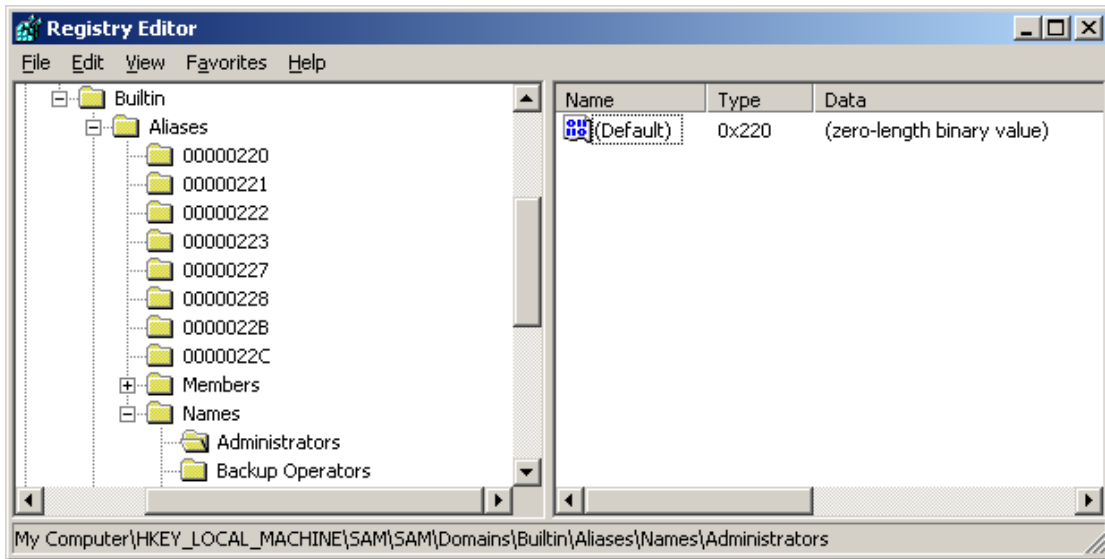 Registry Editor
File Edit View Favorites Help
Builtin
Aliases
00000220
00000221
00000222
00000223
00000227
00000228
0000022B
0000022C
Members
Names
Administrators
Backup Operators
Name Type Data
(Default) 0x220 (zero-length binary value)
My Computer\HKEY_LOCAL_MACHINE\SAM\SAM\Domains\Builtin\Aliases\Names\Administrators